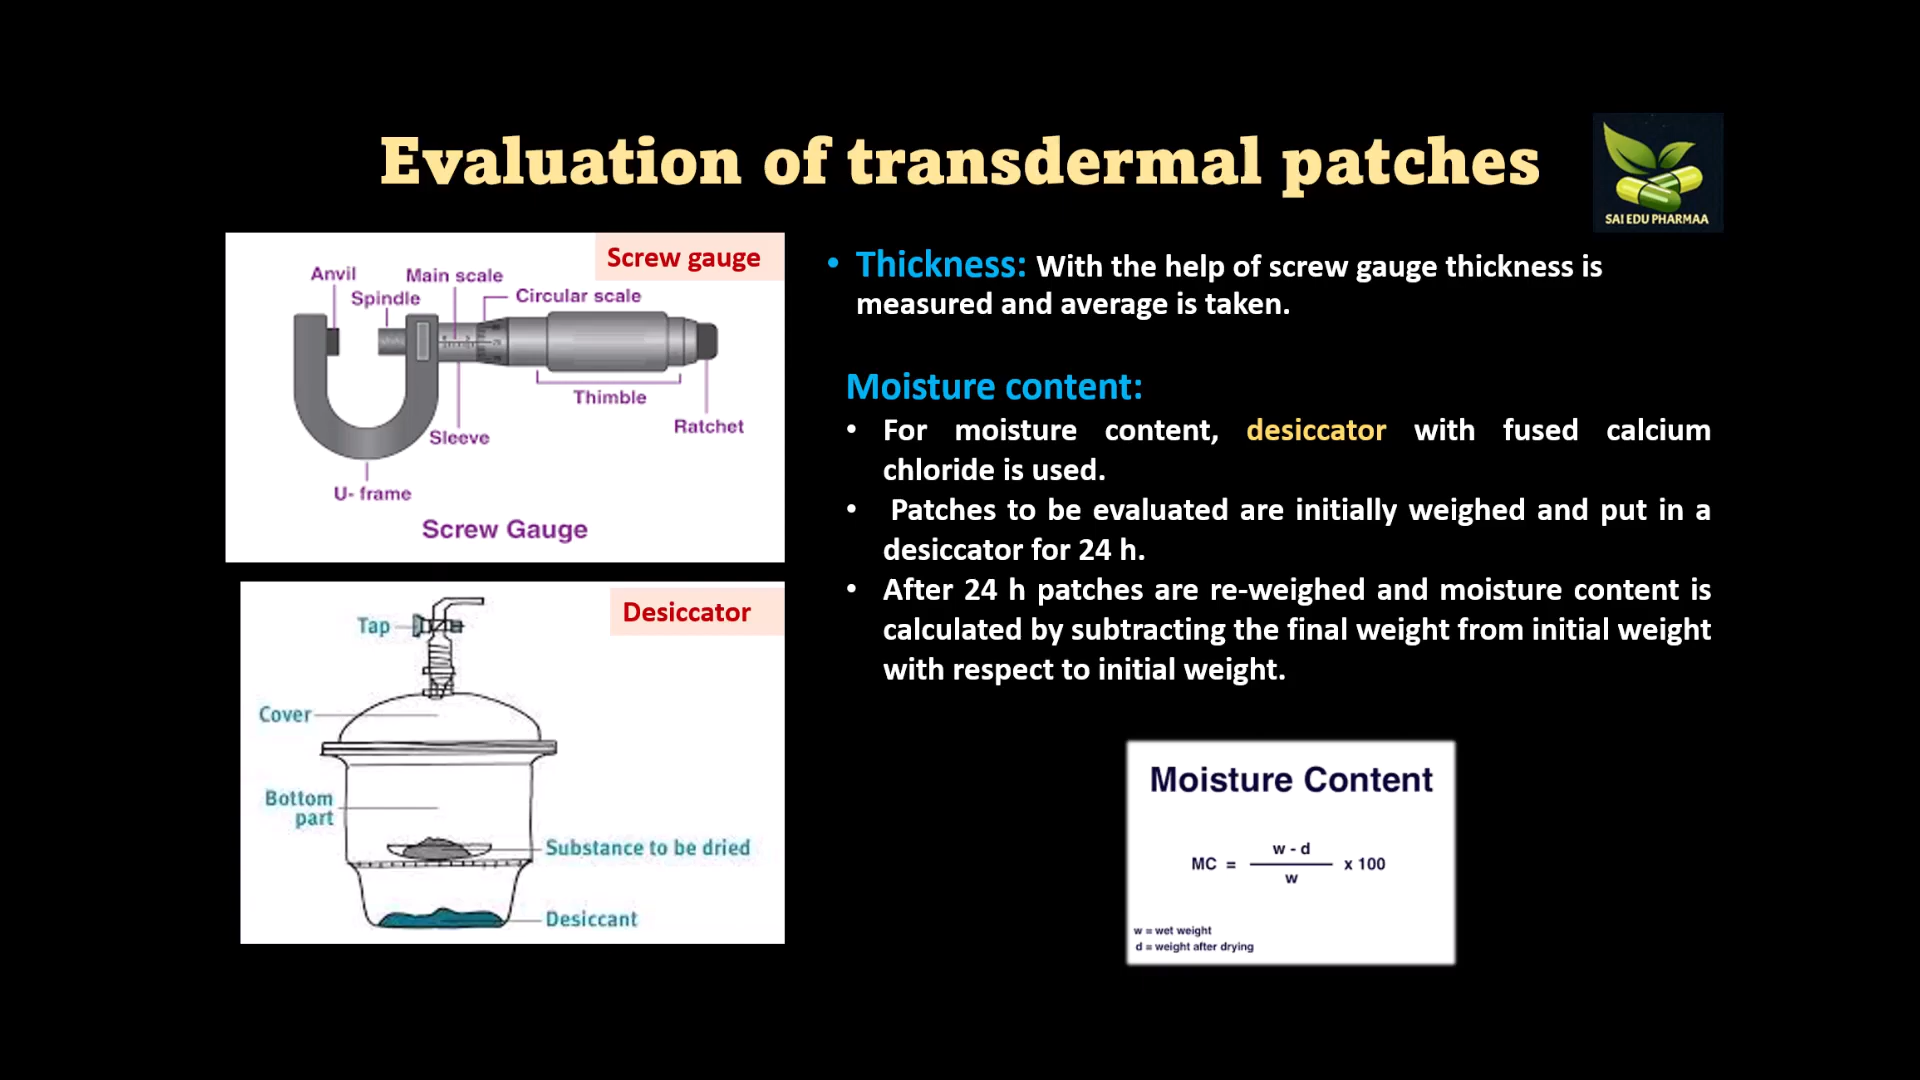 Evaluation of transdermal patches
SAI EDU PHARMAA
Screw gauge
Anvil
Main scale
Spindle
Circular scale
Thimble
Ratchet
Sleeve
U- frame
Screw Gauge
Desiccator
Tap
Cover
Bottom
part
Substance to be dried
Desiccant
• Thickness: With the help of screw gauge thickness is
measured and average is taken.
Moisture content:
• For moisture content, desiccator with fused calcium
chloride is used.
• Patches to be evaluated are initially weighed and put in a
desiccator for 24 h.
• After 24 h patches are re-weighed and moisture content is
calculated by subtracting the final weight from initial weight
with respect to initial weight.
Moisture Content
w - d
MC = x 100
w
w = wet weight
d = weight after drying